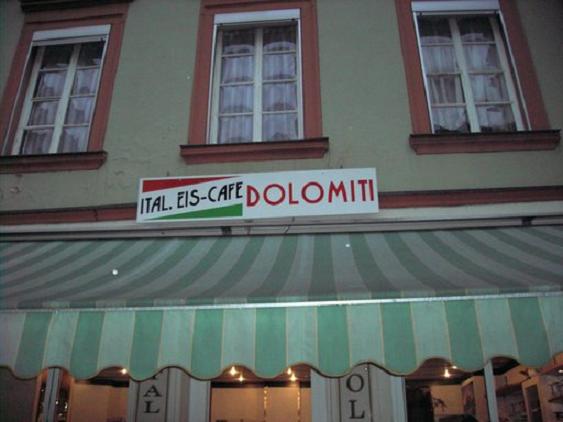 ITAL. EIS-CAFE DOLOMITI
AL
OL